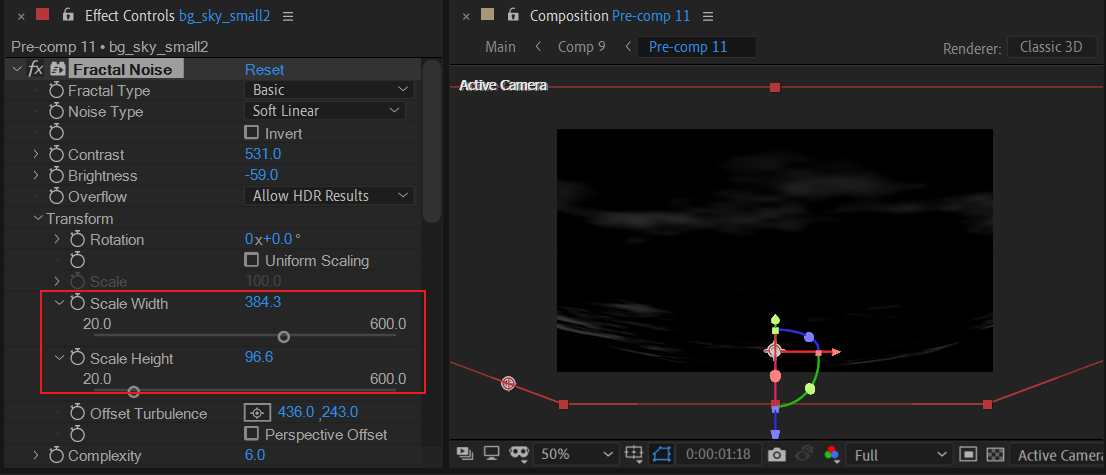 Effect Controls bg_sky_small2
Pre-comp 11 • bg_sky_small2
fx Fractal Noise Reset
Fractal Type Basic
Noise Type Soft Linear
Invert
Contrast 531.0
Brightness -59.0
Overflow Allow HDR Results
Transform
Rotation 0x+0.0°
Uniform Scaling
Scale 100.0
Scale Width 384.3
20.0 600.0
Scale Height 96.6
20.0 600.0
Offset Turbulence 436.0 ,243.0
Perspective Offset
Complexity 6.0
Composition Pre-comp 11
Main Comp 9 Pre-comp 11
Renderer: Classic 3D
Active Camera
50% 0:00:01:18 Full Active Camera